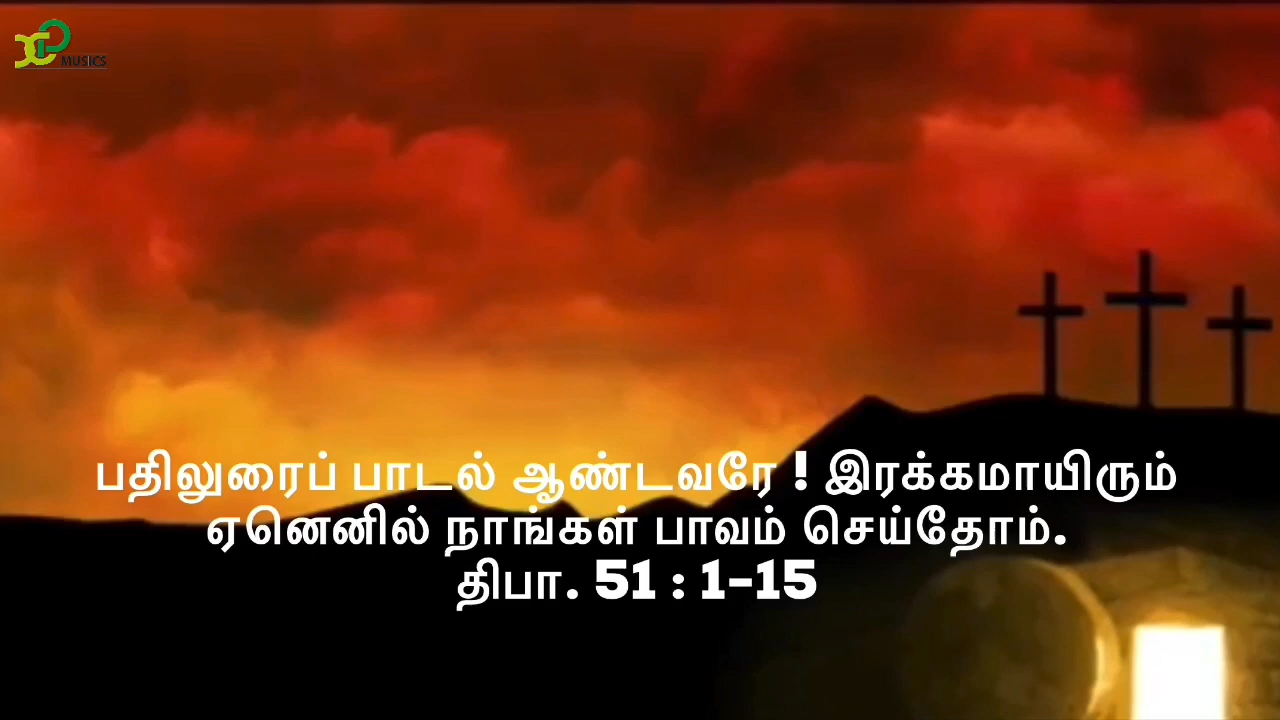 MUSICS
பதிலுரைப் பாடல் ஆண்டவரே ! இரக்கமாயிரும்
ஏனெனில் நாங்கள் பாவம் செய்தோம்.
திபா. 51 : 1-15